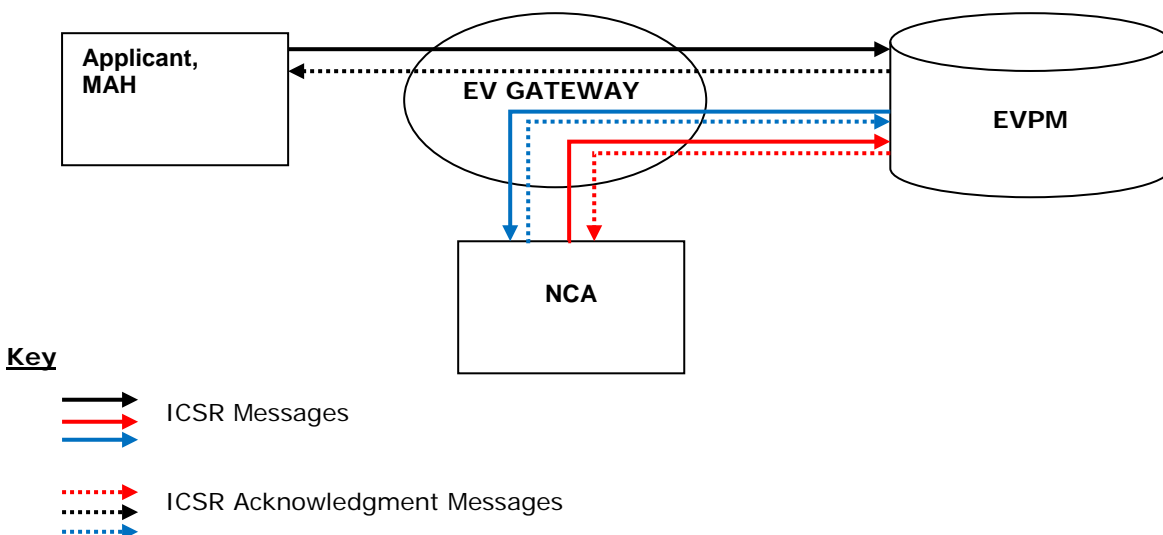 Applicant,
MAH
EV GATEWAY
EVPM
NCA
Key
ICSR Messages
ICSR Acknowledgment Messages